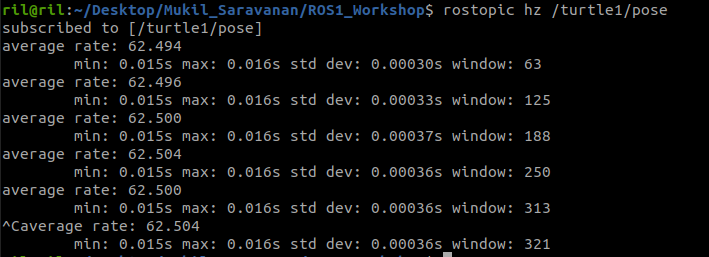 ril@ril:~/Desktop/Mukil_Saravanan/ROS1_Workshop$ rostopic hz /turtle1/pose
subscribed to [/turtle1/pose]
average rate: 62.494
        min: 0.015s max: 0.016s std dev: 0.00030s window: 63
average rate: 62.496
        min: 0.015s max: 0.016s std dev: 0.00033s window: 125
average rate: 62.500
        min: 0.015s max: 0.016s std dev: 0.00037s window: 188
average rate: 62.504
        min: 0.015s max: 0.016s std dev: 0.00036s window: 250
average rate: 62.500
        min: 0.015s max: 0.016s std dev: 0.00036s window: 313
^Caverage rate: 62.504
        min: 0.015s max: 0.016s std dev: 0.00036s window: 321